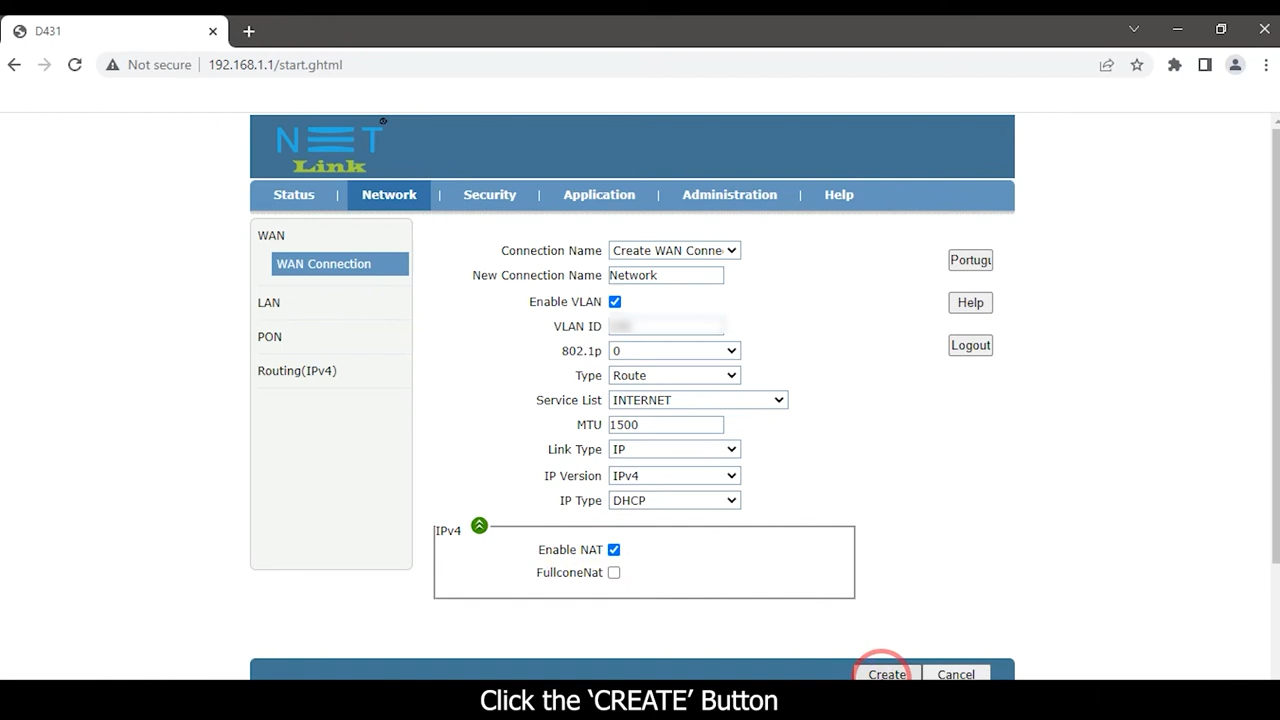 D431
Not secure
192.168.1.1/start.ghtml
NET
Link
Status | Network | Security | Application | Administration | Help
WAN
WAN Connection
LAN
PON
Routing(IPv4)
Connection Name Create WAN Conne
New Connection Name Network
Enable VLAN
VLAN ID
802.1p 0
Type Route
Service List INTERNET
MTU 1500
Link Type IP
IP Version IPv4
IP Type DHCP
IPv4
Enable NAT
FullconeNat
Portugu
Help
Logout
Create Cancel
Click the ‘CREATE’ Button